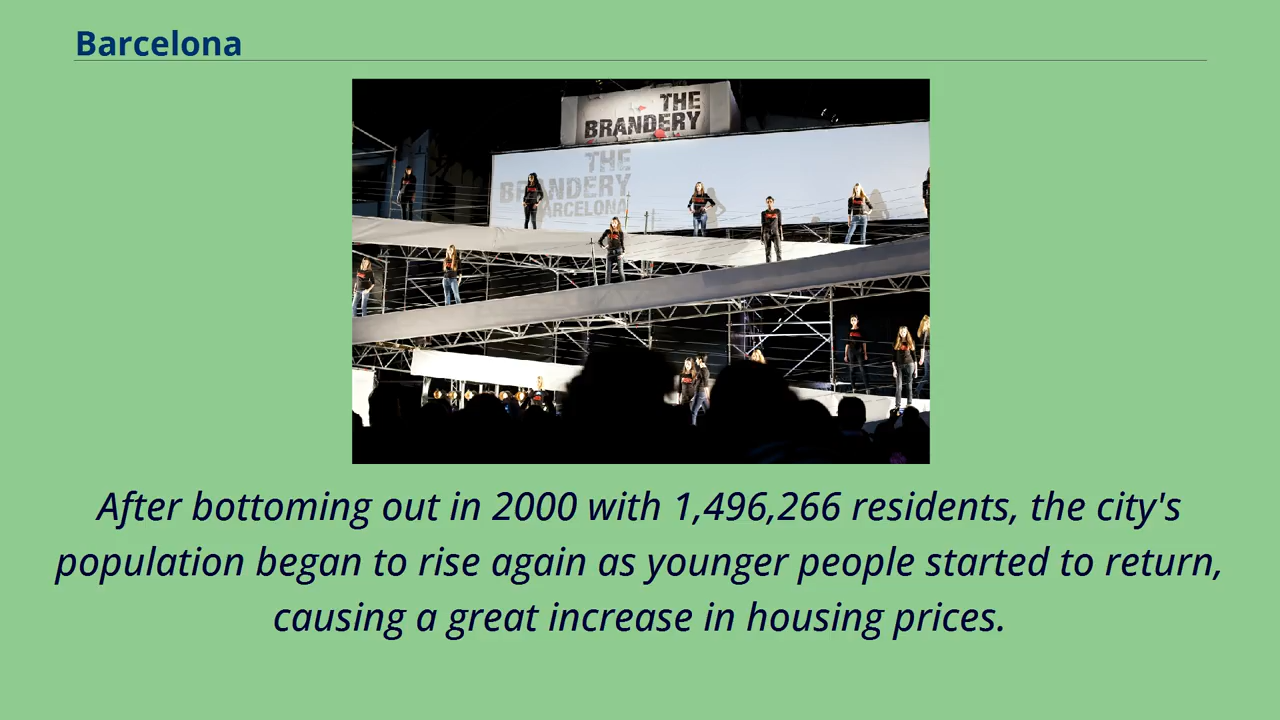 Barcelona
THE
BRANDERY
THE
BRANDERY
BARCELONA
After bottoming out in 2000 with 1,496,266 residents, the city's
population began to rise again as younger people started to return,
causing a great increase in housing prices.